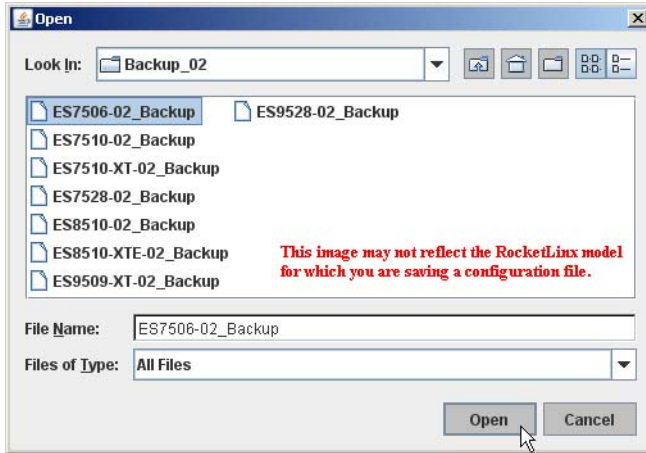 Open
Look In: Backup_02
ES7506-02_Backup ES9528-02_Backup
ES7510-02_Backup
ES7510-XT-02_Backup
ES7528-02_Backup
ES8510-02_Backup
ES8510-XTE-02_Backup
ES9509-XT-02_Backup
This image may not reflect the RocketLinx model
for which you are saving a configuration file.
File Name: ES7506-02_Backup
Files of Type: All Files
Open Cancel